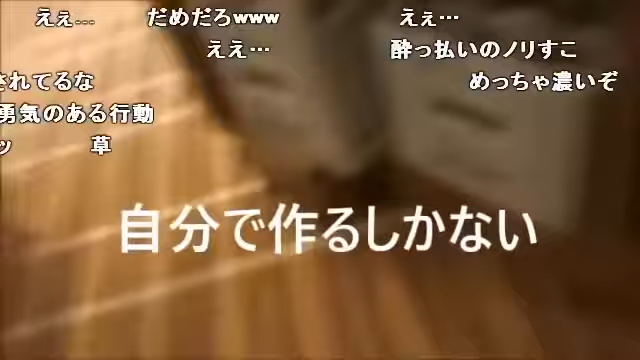 えぇ…
だめだろwww
えぇ…
ええ…
酔っ払いのノリすこ
されてるな
めっちゃ濃いぞ
勇気のある行動
ッ
草
自分で作るしかない